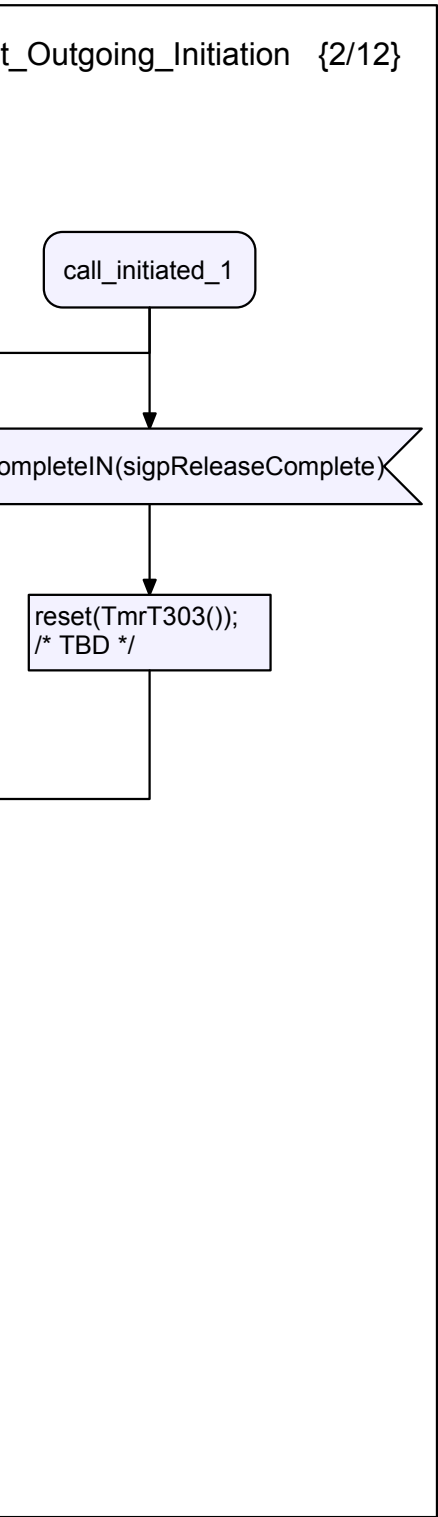 t_Outgoing_Initiation {2/12}
call_initiated_1
ompleteIN(sigpReleaseComplete)
reset(TmrT303());
/* TBD */